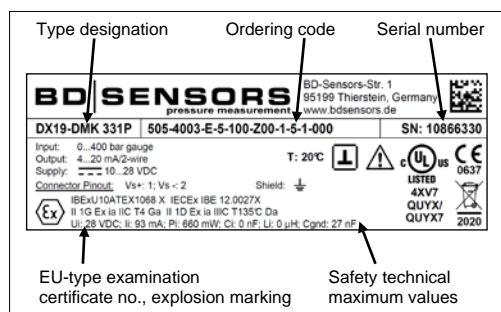 Type designation Ordering code Serial number
BD SENSORS
pressure measurement
BD-Sensors-Str. 1
95199 Thierstein, Germany
www.bdsensors.de
DX19-DMK 331P 505-4003-E-5-100-Z00-1-5-1-000 SN: 10866330
Input: 0...400 bar gauge
Output: 4...20 mA/2-wire
Supply: 10...28 VDC
T: 20°C
Connector Pinout: Vs+: 1; Vs-: 2 Shield:
c UL us
LISTED
4XV7
QUYX/
QUYX7
CE
0637
2020
Ex
IBExU10ATEX1068 X IECEx IBE 12.0027X
II 1G Ex ia IIC T4 Ga II 1D Ex ia IIIC T135°C Da
Ui: 28 VDC; Ii: 93 mA; Pi: 660 mW; Ci: 0 nF; Li: 0 µH; Cgnd: 27 nF
EU-type examination
certificate no., explosion marking
Safety technical
maximum values